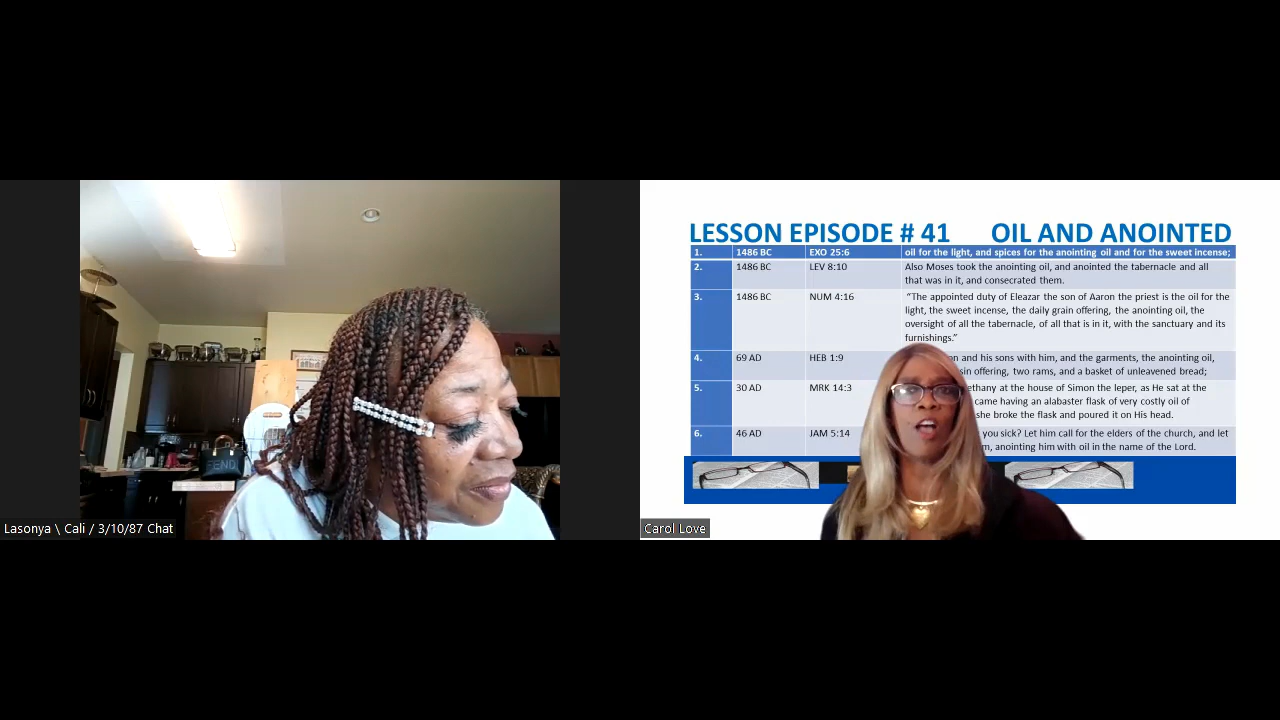 LESSON EPISODE # 41 OIL AND ANOINTED
1. 1486 BC EXO 25:6 oil for the light, and spices for the anointing oil and for the sweet incense;
2. 1486 BC LEV 8:10 Also Moses took the anointing oil, and anointed the tabernacle and all
that was in it, and consecrated them.
3. 1486 BC NUM 4:16 “The appointed duty of Eleazar the son of Aaron the priest is the oil for the
light, the sweet incense, the daily grain offering, the anointing oil, the
oversight of all the tabernacle, of all that is in it, with the sanctuary and its
furnishings.”
4. 69 AD HEB 1:9 and his sons with him, and the garments, the anointing oil,
offering, two rams, and a basket of unleavened bread;
5. 30 AD MRK 14:3 at the house of Simon the leper, as He sat at the
came having an alabaster flask of very costly oil of
she broke the flask and poured it on His head.
6. 46 AD JAM 5:14 you sick? Let him call for the elders of the church, and let
anointing him with oil in the name of the Lord.
FENDI
Lasonya \ Cali / 3/10/87 Chat
Carol Love